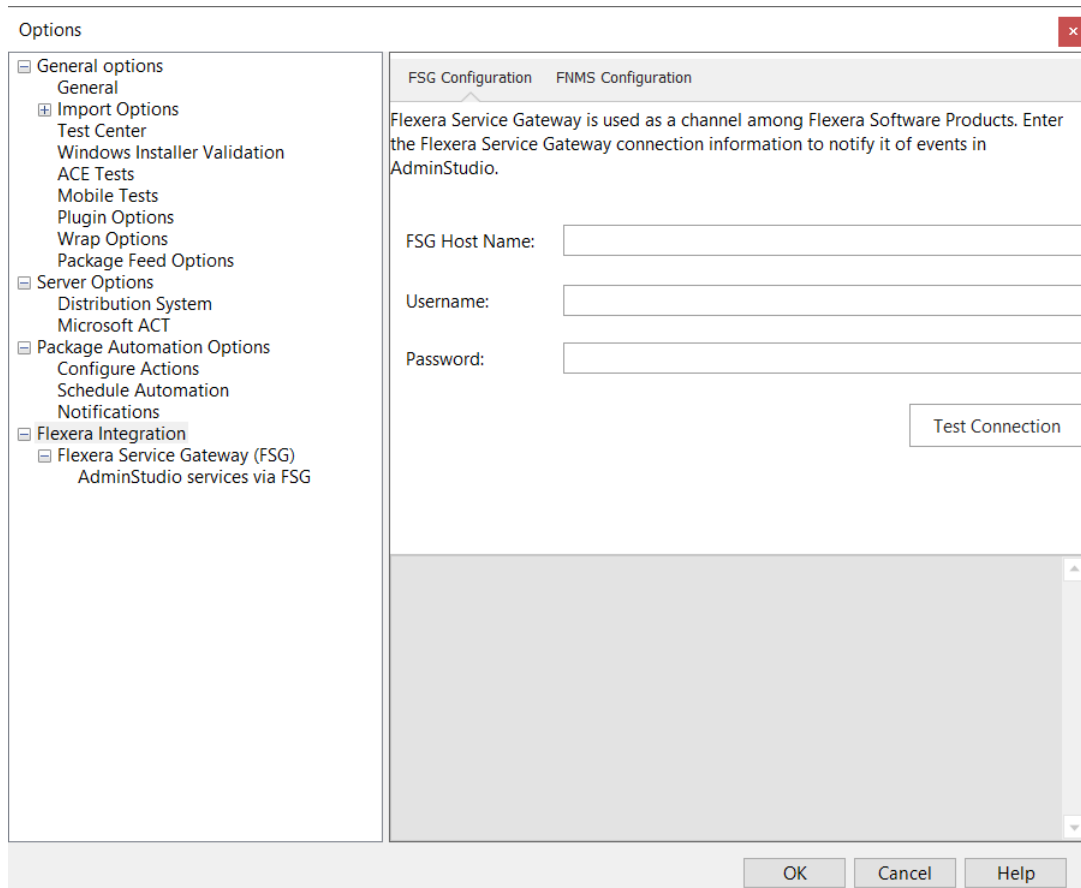 Options
General options
General
Import Options
Test Center
Windows Installer Validation
ACE Tests
Mobile Tests
Plugin Options
Wrap Options
Package Feed Options
Server Options
Distribution System
Microsoft ACT
Package Automation Options
Configure Actions
Schedule Automation
Notifications
Flexera Integration
Flexera Service Gateway (FSG)
AdminStudio services via FSG
FSG Configuration FNMS Configuration
Flexera Service Gateway is used as a channel among Flexera Software Products. Enter
the Flexera Service Gateway connection information to notify it of events in
AdminStudio.
FSG Host Name:
Username:
Password:
Test Connection
OK Cancel Help